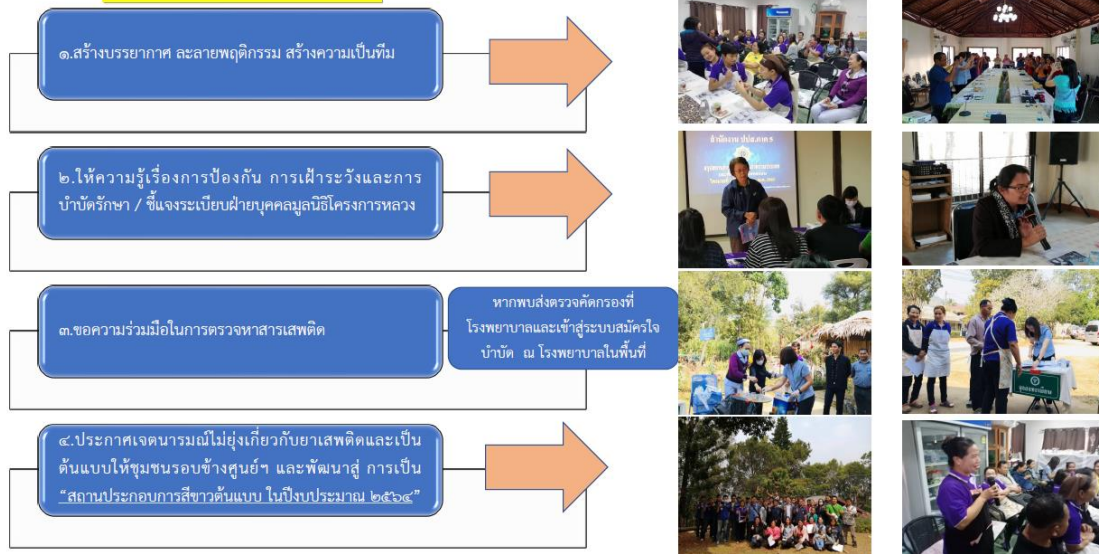 ๑.สร้างบรรยากาศ ละลายพฤติกรรม สร้างความเป็นทีม
๒.ให้ความรู้เรื่องการป้องกัน การเฝ้าระวังและการ
บำบัดรักษา / ชี้แจงระเบียบฝ่ายบุคคลมูลนิธิโครงการหลวง
๓.ขอความร่วมมือในการตรวจหาสารเสพติด
หากพบส่งตรวจคัดกรองที่
โรงพยาบาลและเข้าสู่ระบบสมัครใจ
บำบัด ณ โรงพยาบาลในพื้นที่
๔.ประกาศเจตนารมณ์ไม่ยุ่งเกี่ยวกับยาเสพติดและเป็น
ต้นแบบให้ชุมชนรอบข้างศูนย์ฯ และพัฒนาสู่ การเป็น
“สถานประกอบการสีขาวต้นแบบ ในปีงบประมาณ ๒๕๖๔”
สำนักงาน ปปส.ภาค ๕